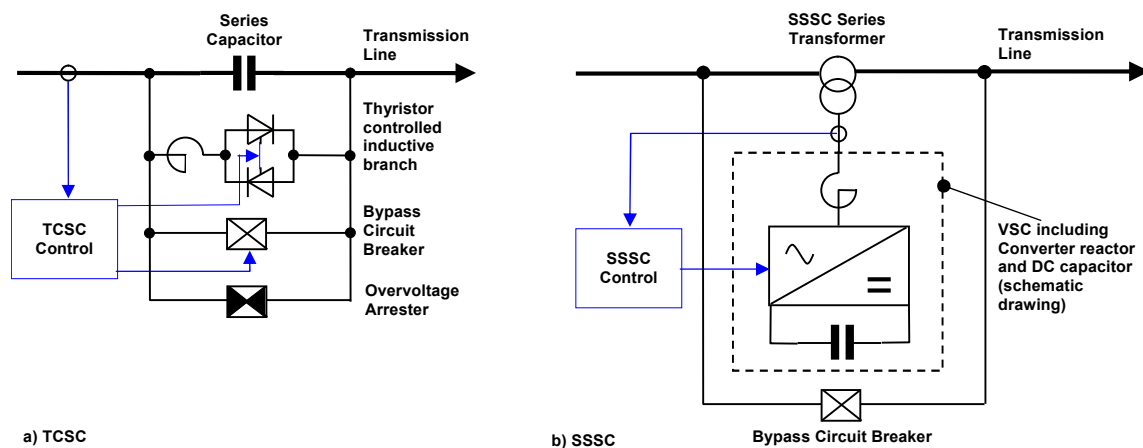 Series
Capacitor
Transmission
Line
Thyristor
controlled
inductive
branch
TCSC
Control
Bypass
Circuit
Breaker
Overvoltage
Arrester
a) TCSC
SSSC Series
Transformer
Transmission
Line
SSSC
Control
VSC including
Converter reactor
and DC capacitor
(schematic
drawing)
Bypass Circuit Breaker
b) SSSC